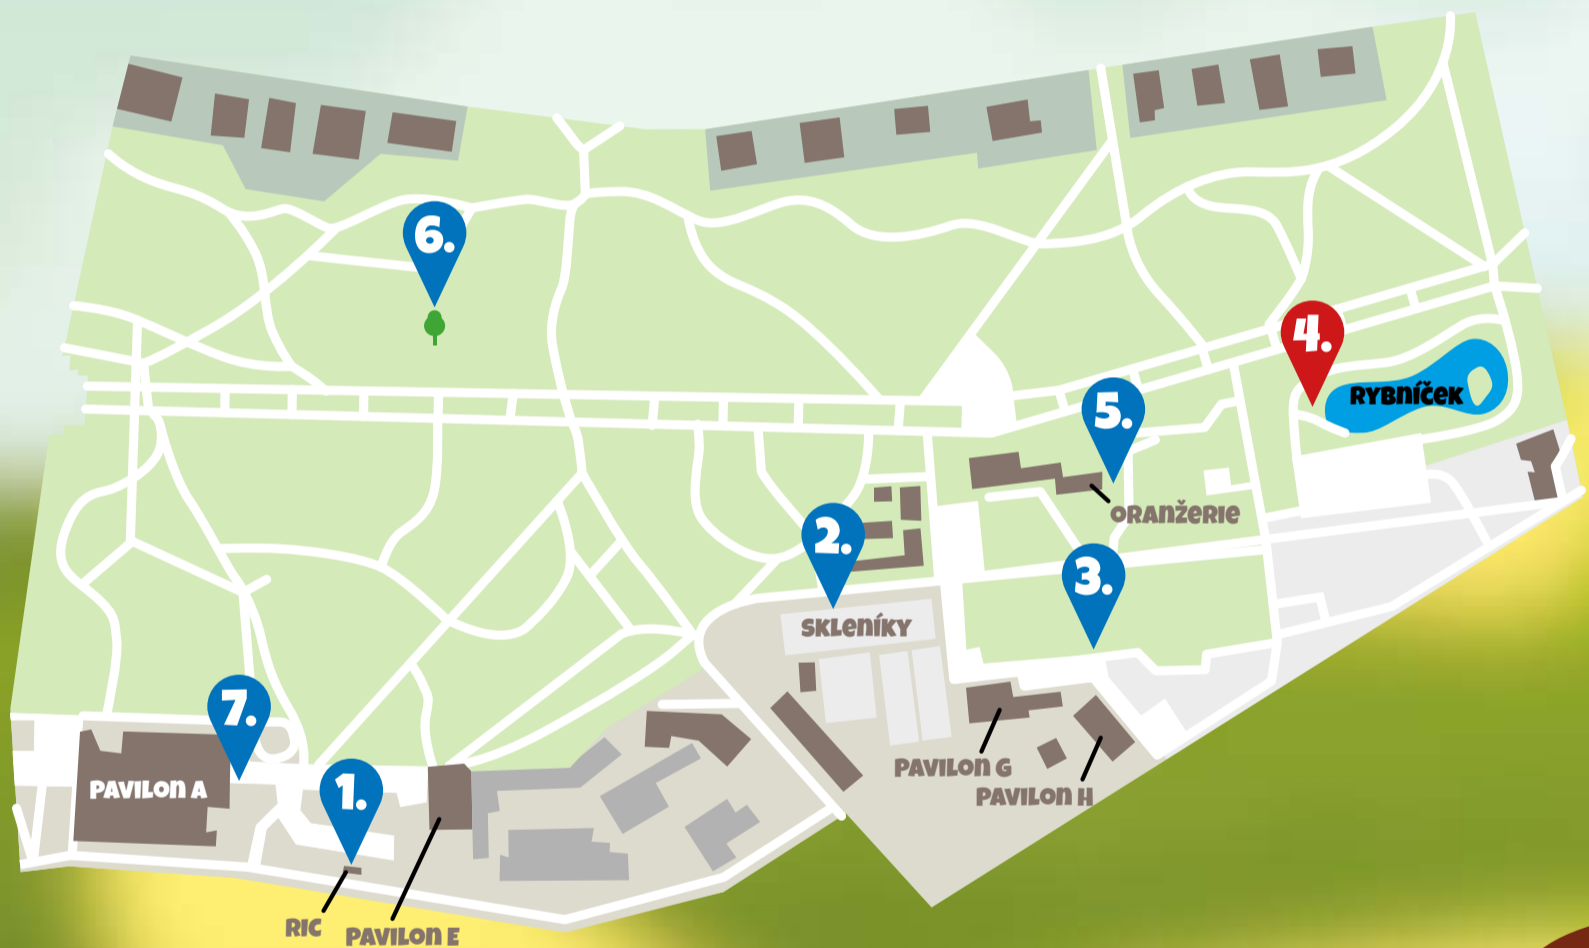 6.
4.
RYBNÍČEK
5.
ORANŽERIE
2.
3.
SKLENÍKY
7.
PAVILON A
1.
PAVILON G
PAVILON H
RIC
PAVILON E